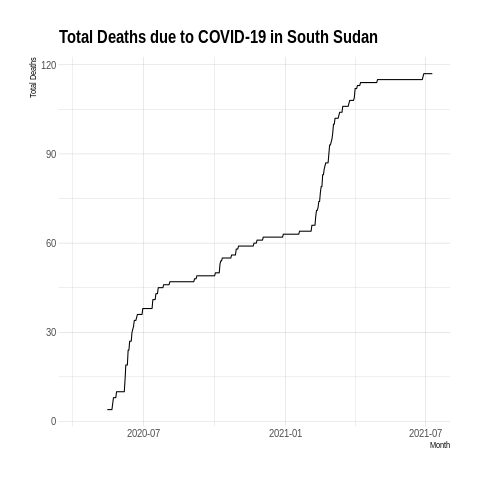 Total Deaths due to COVID-19 in South Sudan
Total Deaths
120
90
60
30
0
2020-07
2021-01
2021-07
Month